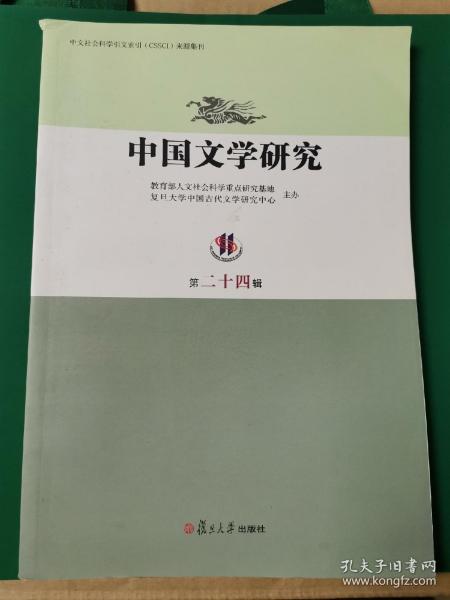 中文社会科学引文索引（CSSCI）来源集刊
中国文学研究
教育部人文社会科学重点研究基地
复旦大学中国古代文学研究中心
主办
第二十四辑
復旦大學出版社
孔夫子旧书网
www.kongfz.com